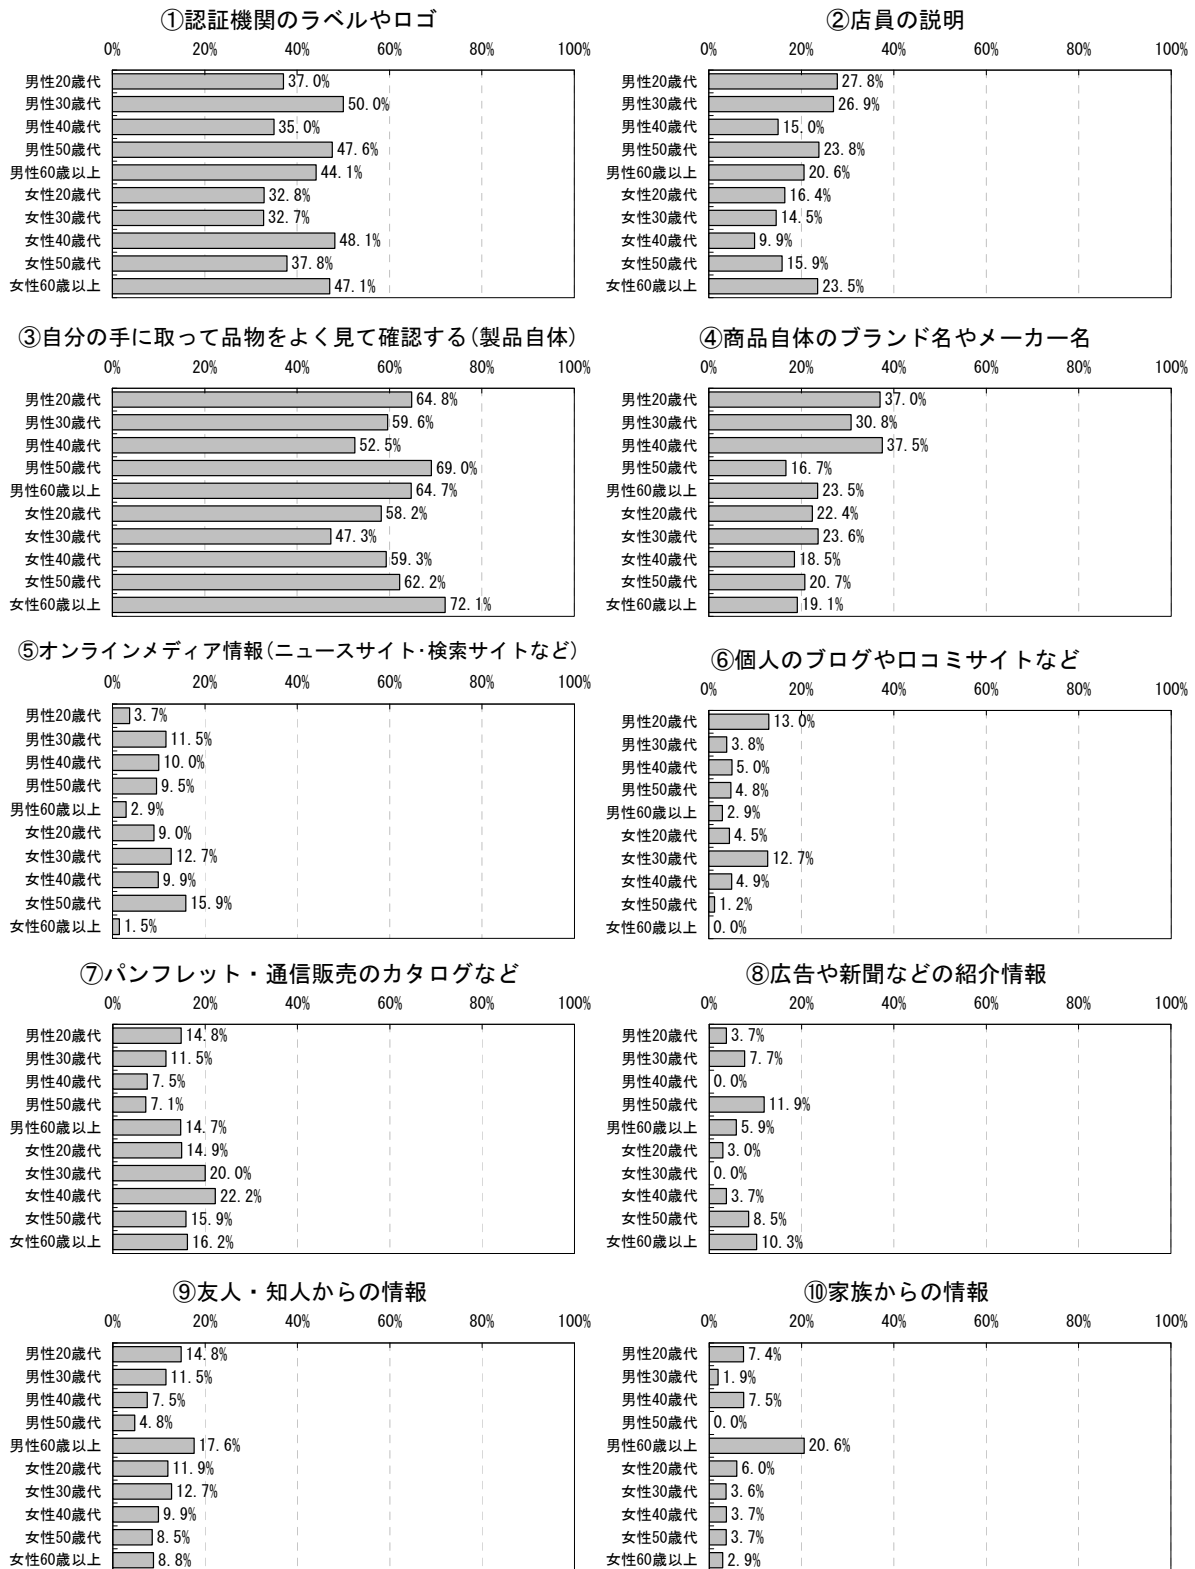 ①認証機関のラベルやロゴ
0% 20% 40% 60% 80% 100%
男性20歳代 37.0%
男性30歳代 50.0%
男性40歳代 35.0%
男性50歳代 47.6%
男性60歳以上 44.1%
女性20歳代 32.8%
女性30歳代 32.7%
女性40歳代 48.1%
女性50歳代 37.8%
女性60歳以上 47.1%
②店員の説明
0% 20% 40% 60% 80% 100%
男性20歳代 27.8%
男性30歳代 26.9%
男性40歳代 15.0%
男性50歳代 23.8%
男性60歳以上 20.6%
女性20歳代 16.4%
女性30歳代 14.5%
女性40歳代 9.9%
女性50歳代 15.9%
女性60歳以上 23.5%
③自分の手に取って品物をよく見て確認する(製品自体)
0% 20% 40% 60% 80% 100%
男性20歳代 64.8%
男性30歳代 59.6%
男性40歳代 52.5%
男性50歳代 69.0%
男性60歳以上 64.7%
女性20歳代 58.2%
女性30歳代 47.3%
女性40歳代 59.3%
女性50歳代 62.2%
女性60歳以上 72.1%
④商品自体のブランド名やメーカー名
0% 20% 40% 60% 80% 100%
男性20歳代 37.0%
男性30歳代 30.8%
男性40歳代 37.5%
男性50歳代 16.7%
男性60歳以上 23.5%
女性20歳代 22.4%
女性30歳代 23.6%
女性40歳代 18.5%
女性50歳代 20.7%
女性60歳以上 19.1%
⑤オンラインメディア情報(ニュースサイト・検索サイトなど)
0% 20% 40% 60% 80% 100%
男性20歳代 3.7%
男性30歳代 11.5%
男性40歳代 10.0%
男性50歳代 9.5%
男性60歳以上 2.9%
女性20歳代 9.0%
女性30歳代 12.7%
女性40歳代 9.9%
女性50歳代 15.9%
女性60歳以上 1.5%
⑥個人のブログや口コミサイトなど
0% 20% 40% 60% 80% 100%
男性20歳代 13.0%
男性30歳代 3.8%
男性40歳代 5.0%
男性50歳代 4.8%
男性60歳以上 2.9%
女性20歳代 4.5%
女性30歳代 12.7%
女性40歳代 4.9%
女性50歳代 1.2%
女性60歳以上 0.0%
⑦パンフレット・通信販売のカタログなど
0% 20% 40% 60% 80% 100%
男性20歳代 14.8%
男性30歳代 11.5%
男性40歳代 7.5%
男性50歳代 7.1%
男性60歳以上 14.7%
女性20歳代 14.9%
女性30歳代 20.0%
女性40歳代 22.2%
女性50歳代 15.9%
女性60歳以上 16.2%
⑧広告や新聞などの紹介情報
0% 20% 40% 60% 80% 100%
男性20歳代 3.7%
男性30歳代 7.7%
男性40歳代 0.0%
男性50歳代 11.9%
男性60歳以上 5.9%
女性20歳代 3.0%
女性30歳代 0.0%
女性40歳代 3.7%
女性50歳代 8.5%
女性60歳以上 10.3%
⑨友人・知人からの情報
0% 20% 40% 60% 80% 100%
男性20歳代 14.8%
男性30歳代 11.5%
男性40歳代 7.5%
男性50歳代 4.8%
男性60歳以上 17.6%
女性20歳代 11.9%
女性30歳代 12.7%
女性40歳代 9.9%
女性50歳代 8.5%
女性60歳以上 8.8%
⑩家族からの情報
0% 20% 40% 60% 80% 100%
男性20歳代 7.4%
男性30歳代 1.9%
男性40歳代 7.5%
男性50歳代 0.0%
男性60歳以上 20.6%
女性20歳代 6.0%
女性30歳代 3.6%
女性40歳代 3.7%
女性50歳代 3.7%
女性60歳以上 2.9%